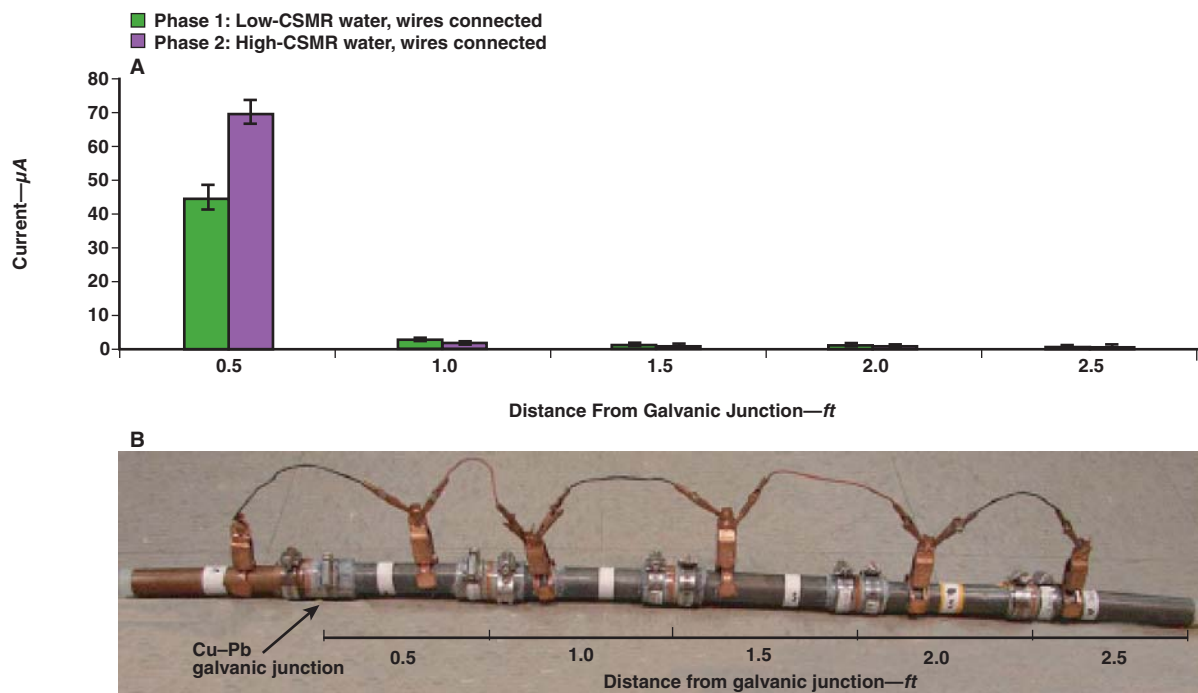 Phase 1: Low-CSMR water, wires connected
Phase 2: High-CSMR water, wires connected
A
80
70
60
50
40
30
20
10
0
Current—µA
0.5 1.0 1.5 2.0 2.5
Distance From Galvanic Junction—ft
B
Cu–Pb
galvanic junction
0.5 1.0 1.5 2.0 2.5
Distance from galvanic junction—ft